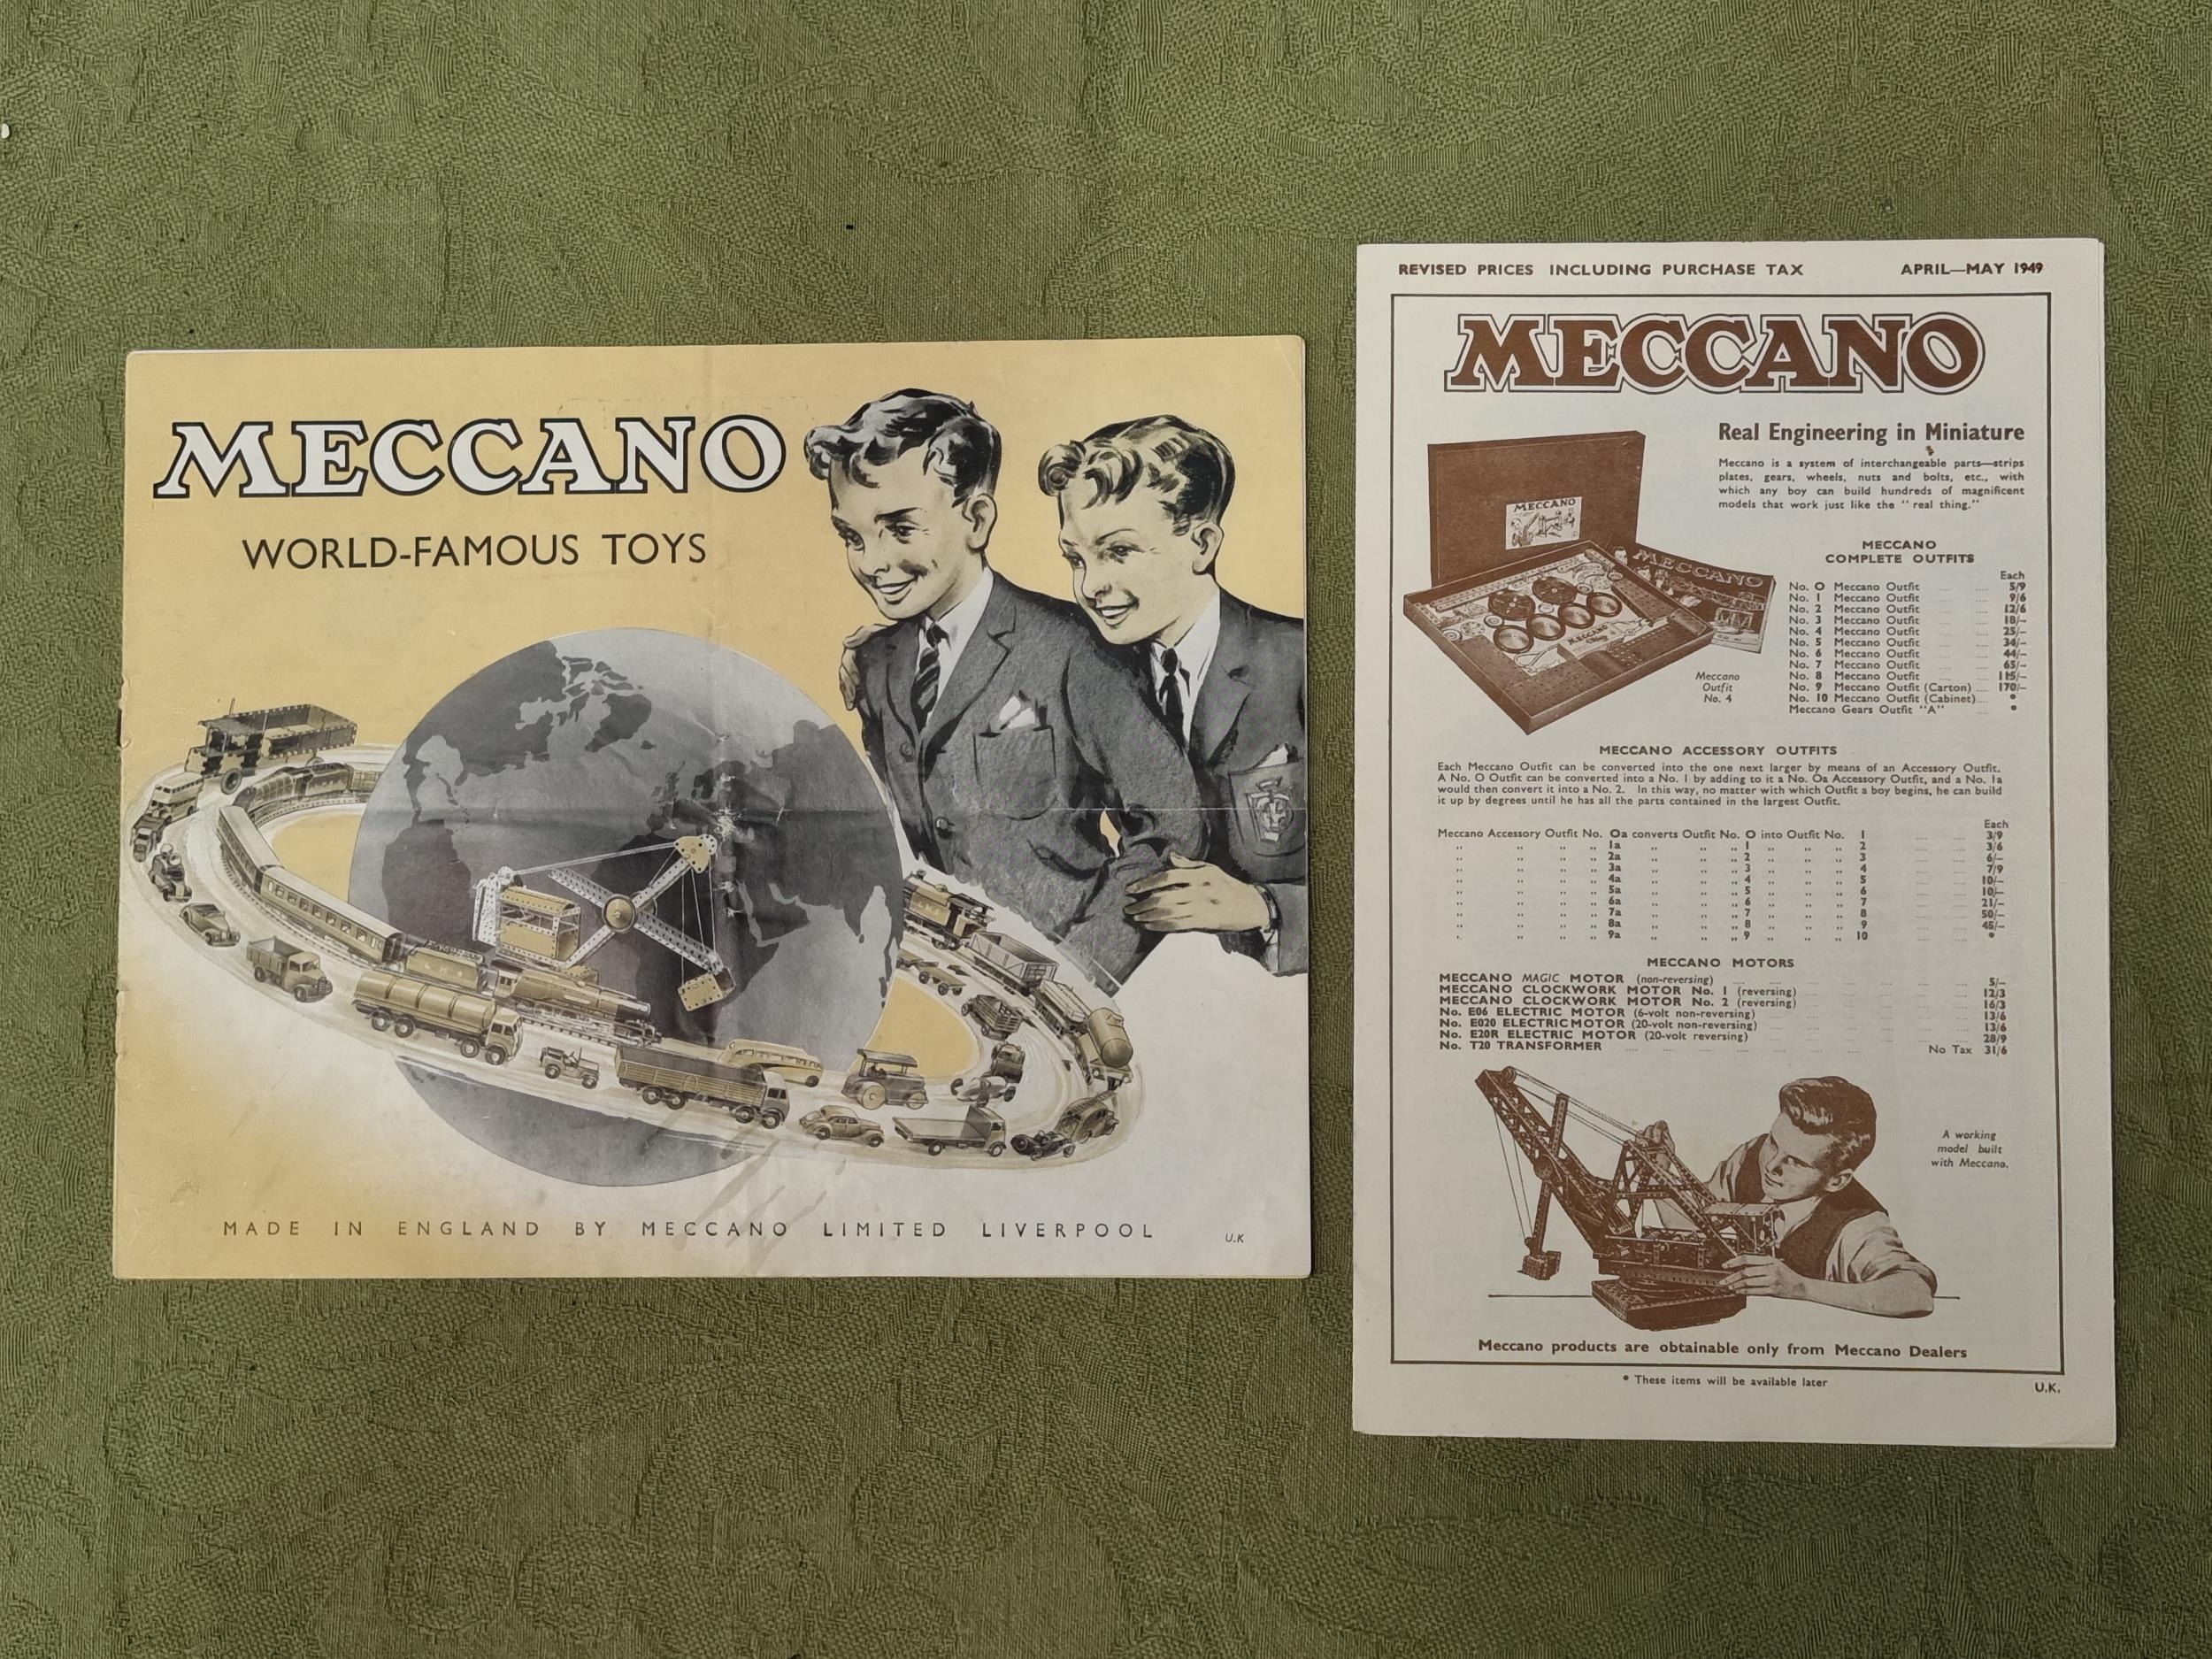 MECCANO
WORLD-FAMOUS TOYS
MADE IN ENGLAND BY MECCANO LIMITED LIVERPOOL
U.K
REVISED PRICES INCLUDING PURCHASE TAX APRIL—MAY 1949
MECCANO
Real Engineering in Miniature
Meccano is a system of interchangeable parts—strips
plates, gears, wheels, nuts and bolts, etc., with
which any boy can build hundreds of magnificent
models that work just like the "real thing."
MECCANO
MECCANO
MECCANO
Meccano
Outfit
No. 4
MECCANO
COMPLETE OUTFITS
Each
No. O Meccano Outfit .... .... 5/9
No. 1 Meccano Outfit .... .... 9/6
No. 2 Meccano Outfit .... .... 12/6
No. 3 Meccano Outfit .... .... 18/–
No. 4 Meccano Outfit .... .... 25/–
No. 5 Meccano Outfit .... .... 34/–
No. 6 Meccano Outfit .... .... 44/–
No. 7 Meccano Outfit .... .... 65/–
No. 8 Meccano Outfit .... .... 115/–
No. 9 Meccano Outfit (Carton) .... 170/–
No. 10 Meccano Outfit (Cabinet).... *
Meccano Gears Outfit "A" .... *
MECCANO ACCESSORY OUTFITS
Each Meccano Outfit can be converted into the one next larger by means of an Accessory Outfit.
A No. O Outfit can be converted into a No. 1 by adding to it a No. Oa Accessory Outfit, and a No. 1a
would then convert it into a No. 2. In this way, no matter with which Outfit a boy begins, he can build
it up by degrees until he has all the parts contained in the largest Outfit.
Each
Meccano Accessory Outfit No. Oa converts Outfit No. O into Outfit No. 1 .... .... 3/9
" " " " 1a " " " 1 " " " 2 .... .... 3/6
" " " " 2a " " " 2 " " " 3 .... .... 6/–
" " " " 3a " " " 3 " " " 4 .... .... 7/9
" " " " 4a " " " 4 " " " 5 .... .... 10/–
" " " " 5a " " " 5 " " " 6 .... .... 10/–
" " " " 6a " " " 6 " " " 7 .... .... 21/–
" " " " 7a " " " 7 " " " 8 .... .... 50/–
" " " " 8a " " " 8 " " " 9 .... .... 45/–
" " " " 9a " " " 9 " " " 10 .... .... *
MECCANO MOTORS
MECCANO MAGIC MOTOR (non-reversing) .... 5/–
MECCANO CLOCKWORK MOTOR No. 1 (reversing) .... 12/3
MECCANO CLOCKWORK MOTOR No. 2 (reversing) .... 16/3
No. E06 ELECTRIC MOTOR (6-volt non-reversing) .... 13/6
No. E020 ELECTRIC MOTOR (20-volt non-reversing) .... 13/6
No. E20R ELECTRIC MOTOR (20-volt reversing) .... 28/9
No. T20 TRANSFORMER .... No Tax 31/6
A working
model built
with Meccano.
Meccano products are obtainable only from Meccano Dealers
* These items will be available later
U.K.